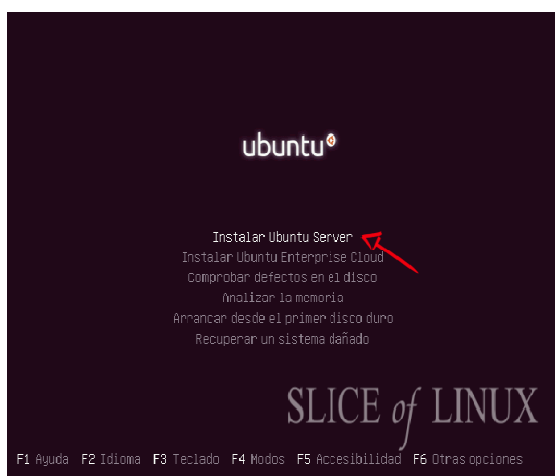 ubuntu
Instalar Ubuntu Server
Instalar Ubuntu Enterprise Cloud
Comprobar defectos en el disco
Analizar la memoria
Arrancar desde el primer disco duro
Recuperar un sistema dañado
SLICE of LINUX
F1 Ayuda F2 Idioma F3 Teclado F4 Modos F5 Accesibilidad F6 Otras opciones